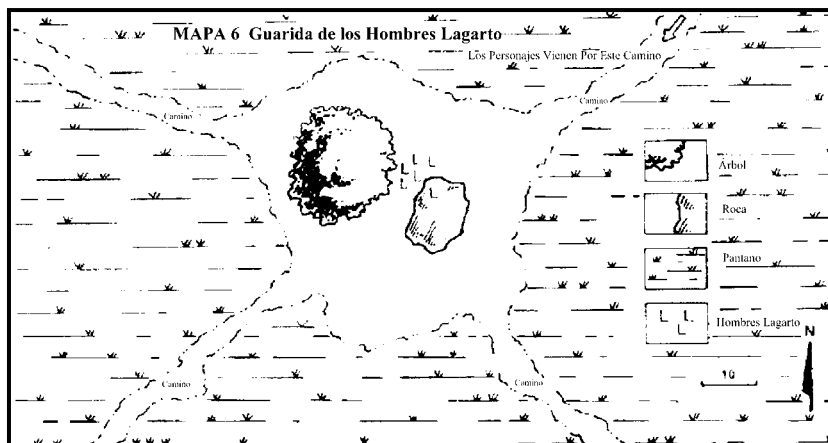 MAPA 6 Guarida de los Hombres Lagarto
Los Personajes Vienen Por Este Camino
Camino
Camino
L L L
L L
L
L
Árbol
Roca
Pantano
L L
L
Hombres Lagarto
N
10
Camino
Camino